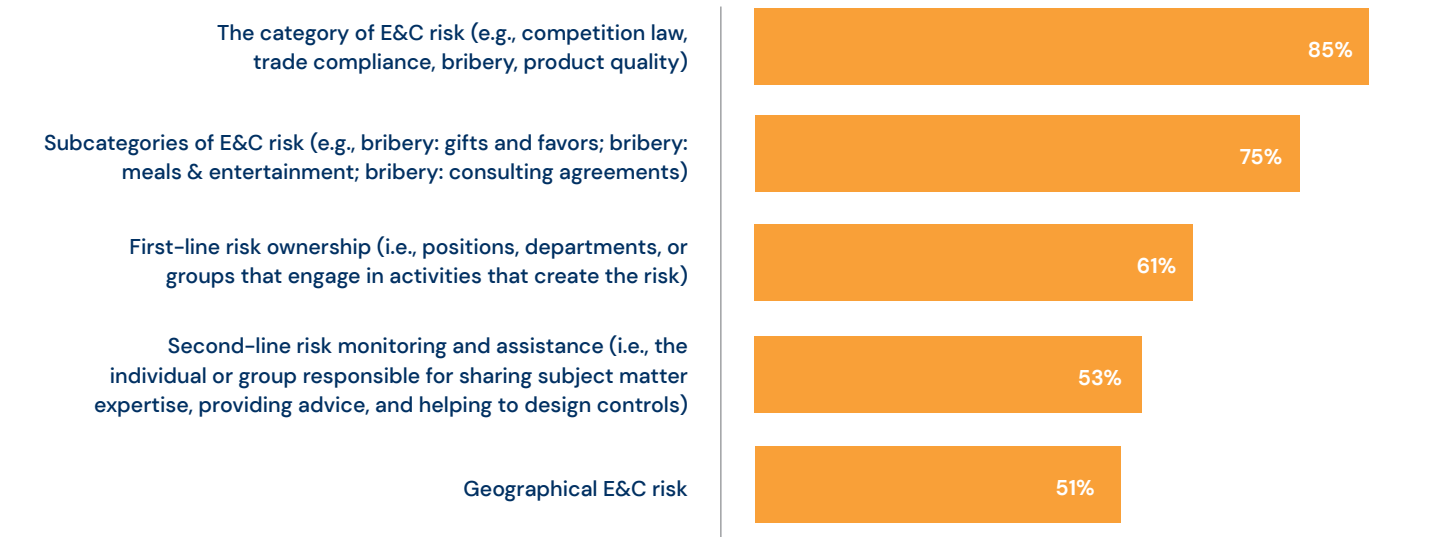 The category of E&C risk (e.g., competition law,
trade compliance, bribery, product quality)
85%
Subcategories of E&C risk (e.g., bribery: gifts and favors; bribery:
meals & entertainment; bribery: consulting agreements)
75%
First-line risk ownership (i.e., positions, departments, or
groups that engage in activities that create the risk)
61%
Second-line risk monitoring and assistance (i.e., the
individual or group responsible for sharing subject matter
expertise, providing advice, and helping to design controls)
53%
Geographical E&C risk
51%